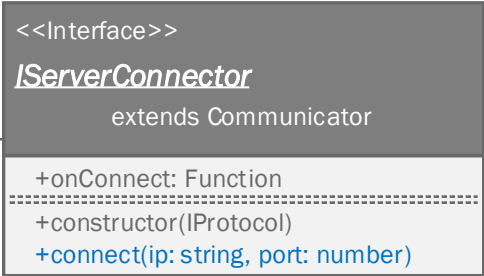 <<Interface>>
IServerConnector
extends Communicator
+onConnect: Function
+constructor(IProtocol)
+connect(ip: string, port: number)